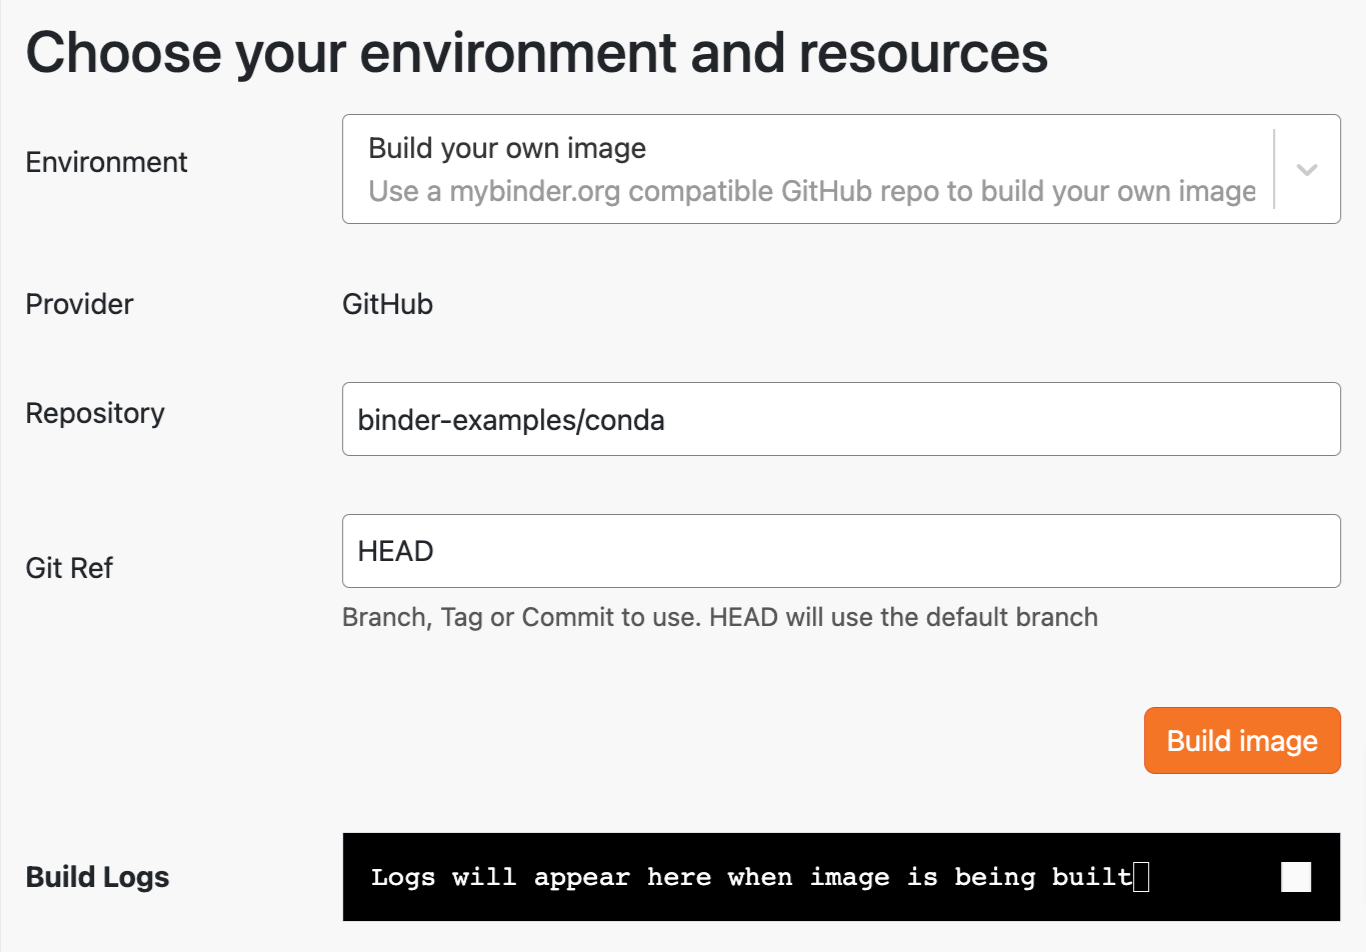 Choose your environment and resources
Environment
Build your own image
Use a mybinder.org compatible GitHub repo to build your own image
Provider
GitHub
Repository
binder-examples/conda
Git Ref
HEAD
Branch, Tag or Commit to use. HEAD will use the default branch
Build image
Build Logs
Logs will appear here when image is being built